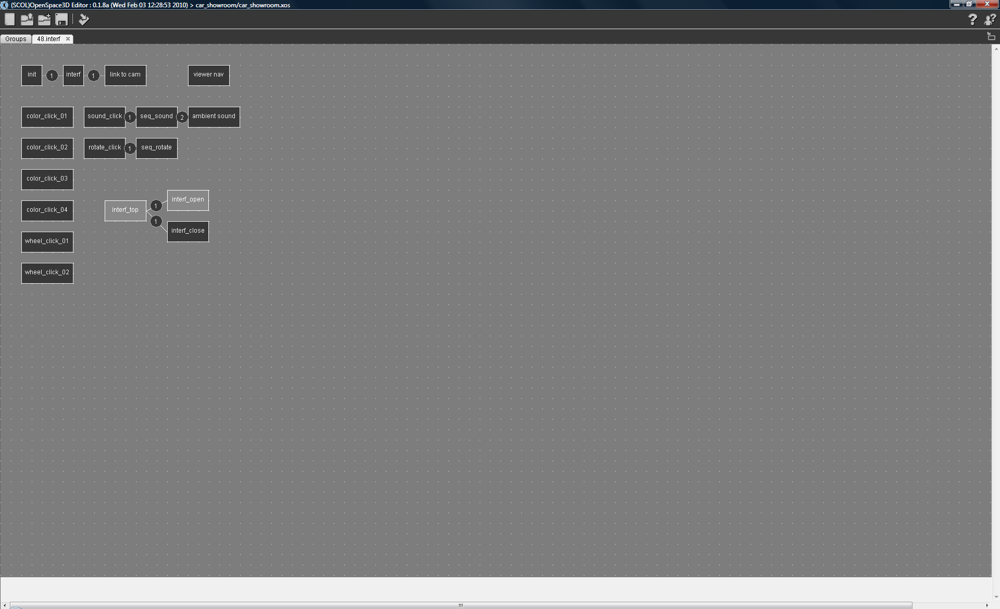 (SCOL)OpenSpace3D Editor : 0.1.8a (Wed Feb 03 12:28:53 2010) > car_showroom/car_showroom.xos
Groups 48.interf
init 1 interf 1 link to cam viewer nav
color_click_01 sound_click 1 seq_sound 2 ambient sound
color_click_02 rotate_click 1 seq_rotate
color_click_03
interf_open
1
color_click_04 interf_top
1
interf_close
wheel_click_01
wheel_click_02